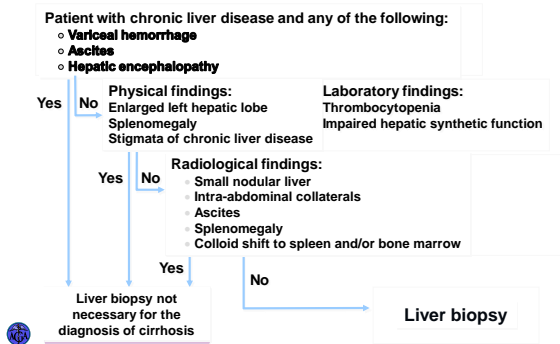 Patient with chronic liver disease and any of the following:
Variceal hemorrhage
Ascites
Hepatic encephalopathy
Yes No
Physical findings:
Enlarged left hepatic lobe
Splenomegaly
Stigmata of chronic liver disease
Laboratory findings:
Thrombocytopenia
Impaired hepatic synthetic function
Yes No
Radiological findings:
Small nodular liver
Intra-abdominal collaterals
Ascites
Splenomegaly
Colloid shift to spleen and/or bone marrow
Yes
No
Liver biopsy not
necessary for the
diagnosis of cirrhosis
Liver biopsy